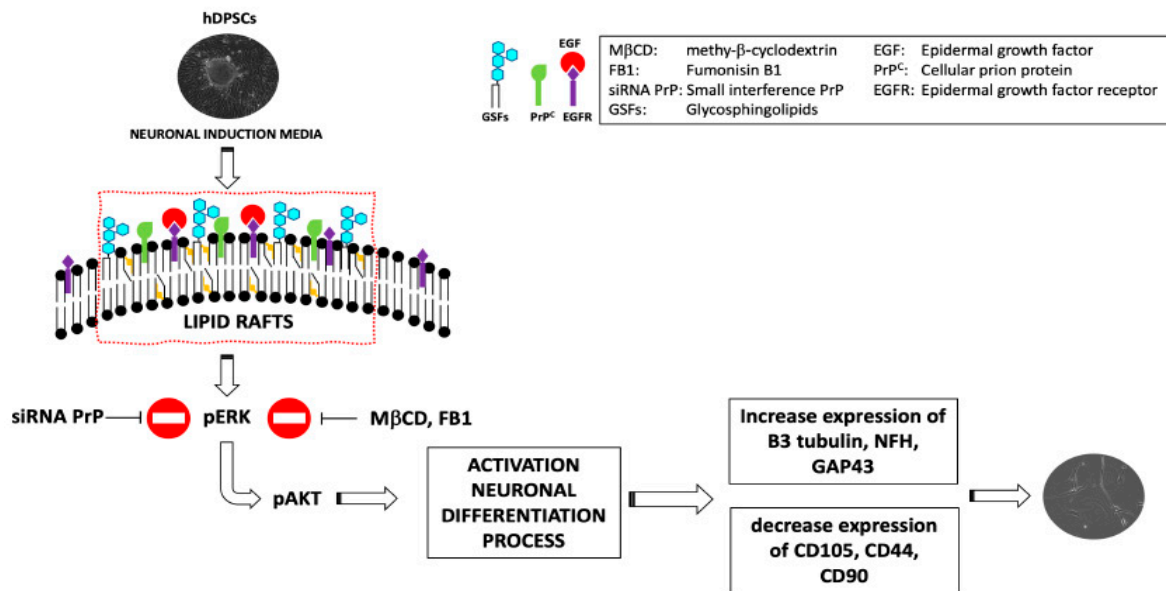 hDPSCs
NEURONAL INDUCTION MEDIA
EGF
GSFs PrPC EGFR
MβCD: methy-β-cyclodextrin EGF: Epidermal growth factor
FB1: Fumonisin B1 PrPC: Cellular prion protein
siRNA PrP: Small interference PrP EGFR: Epidermal growth factor receptor
GSFs: Glycosphingolipids
LIPID RAFTS
siRNA PrP pERK MβCD, FB1
pAKT
ACTIVATION
NEURONAL
DIFFERENTIATION
PROCESS
Increase expression of
B3 tubulin, NFH,
GAP43
decrease expression
of CD105, CD44,
CD90